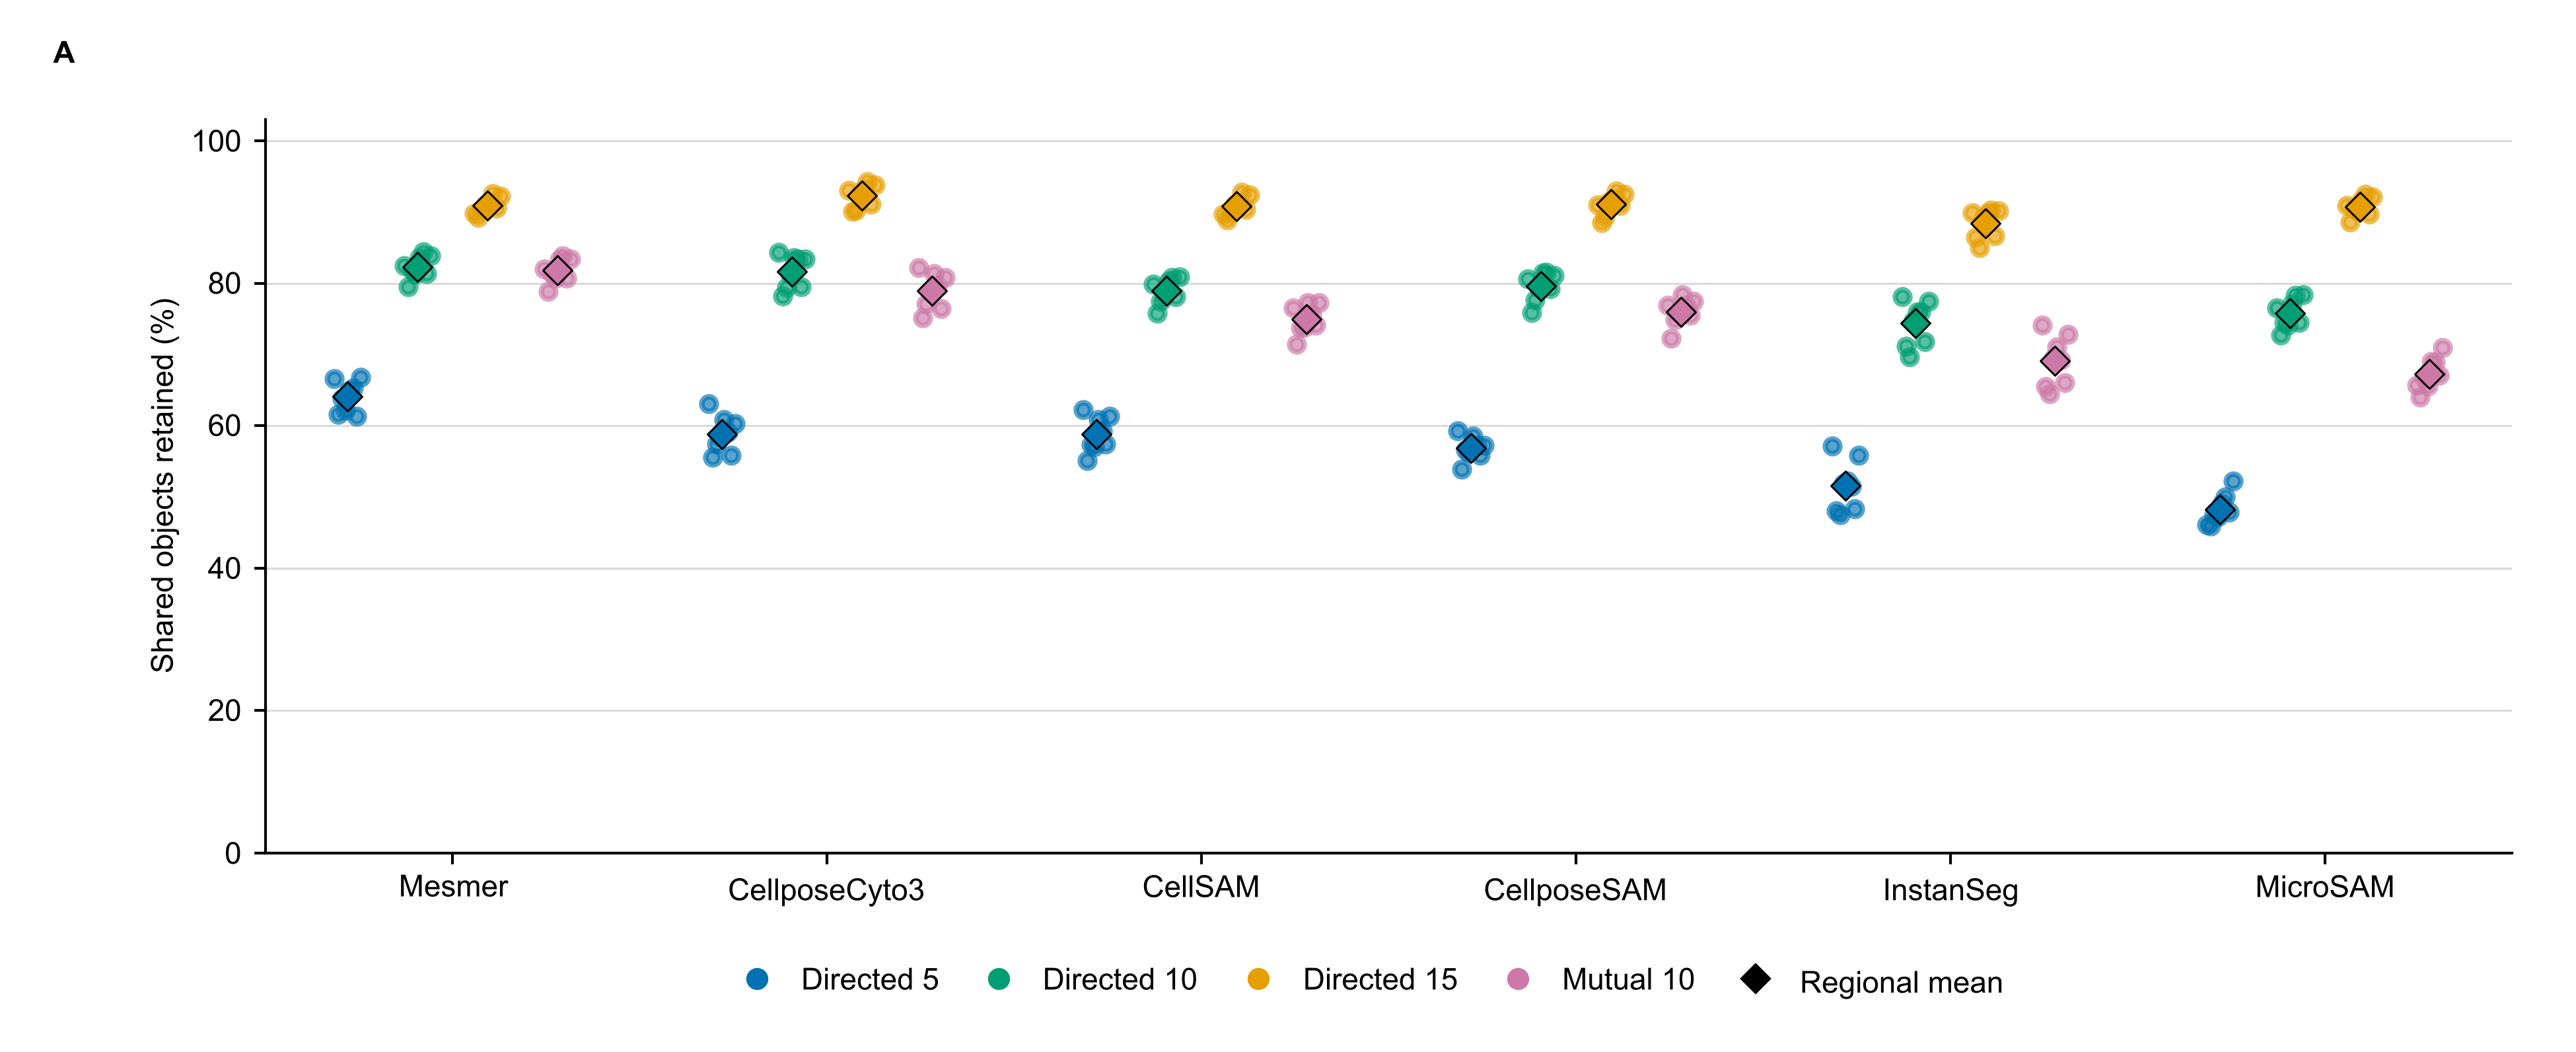 A
Shared objects retained (%)
100
80
60
40
20
0
Mesmer CellposeCyto3 CellSAM CellposeSAM InstanSeg MicroSAM
Directed 5 Directed 10 Directed 15 Mutual 10 Regional mean